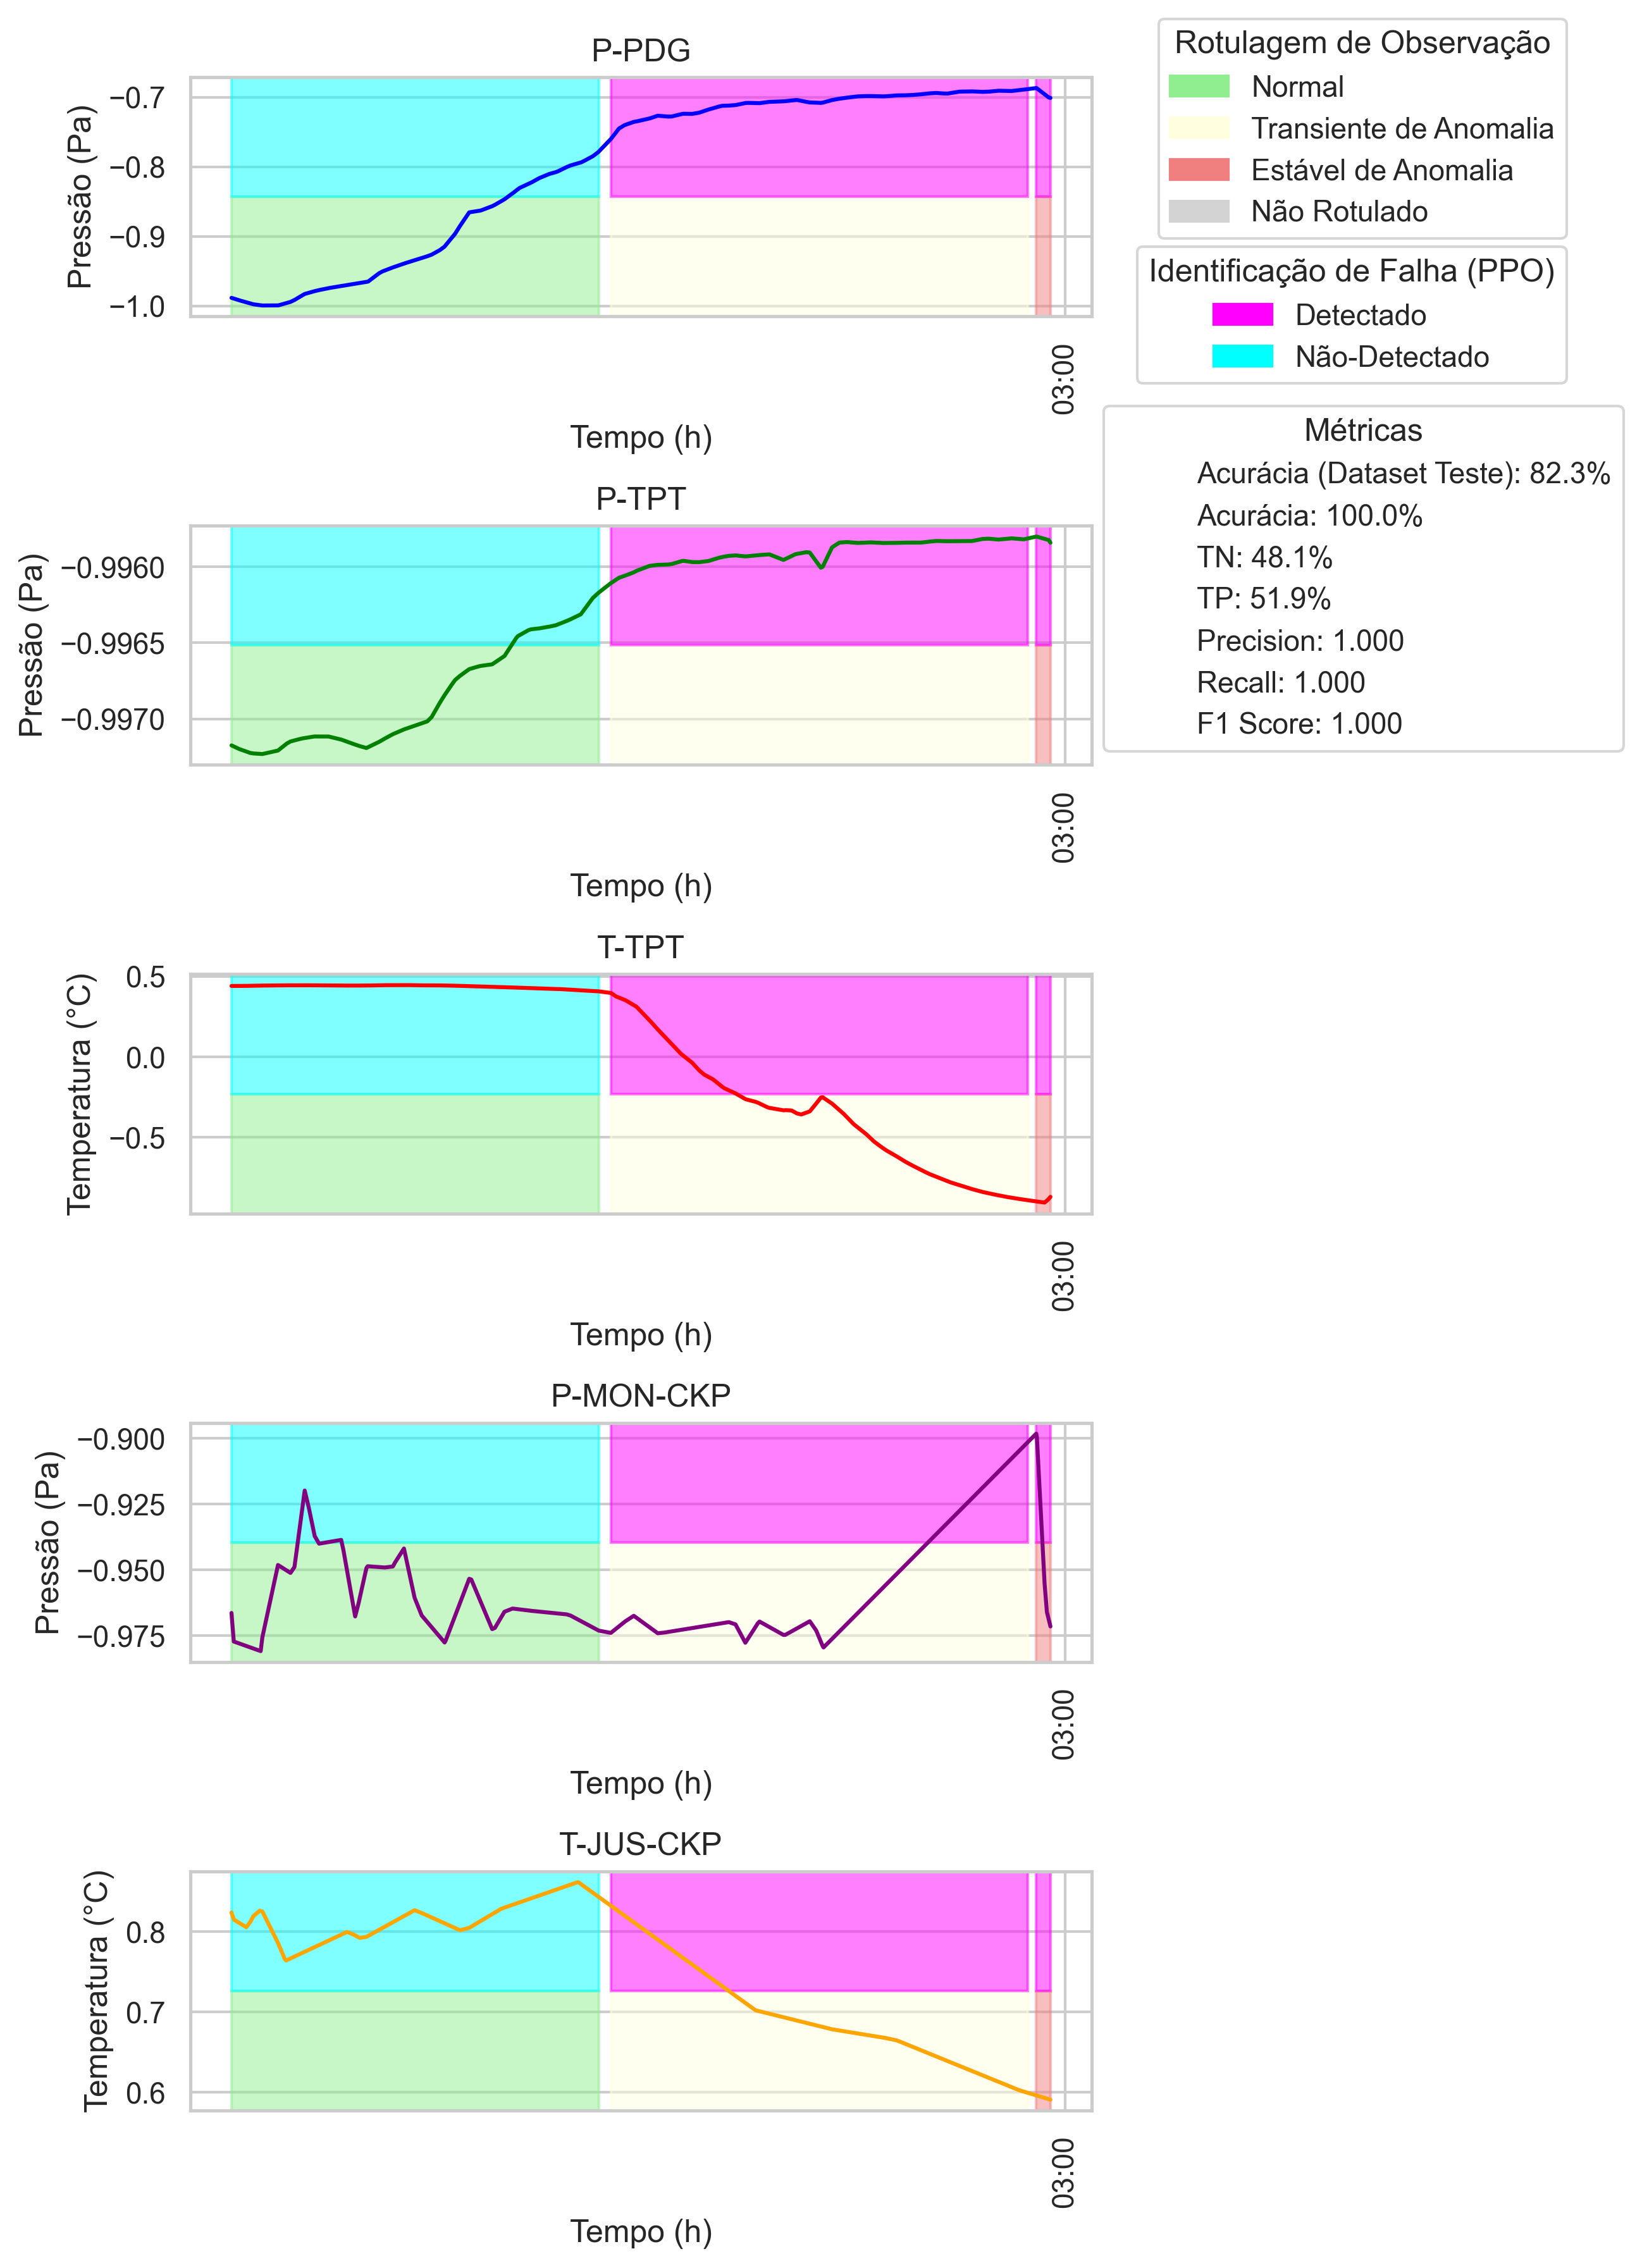 P-PDG
Pressão (Pa)
−0.7
−0.8
−0.9
−1.0
03:00
Tempo (h)
Rotulagem de Observação
Normal
Transiente de Anomalia
Estável de Anomalia
Não Rotulado
Identificação de Falha (PPO)
Detectado
Não-Detectado
Métricas
Acurácia (Dataset Teste): 82.3%
Acurácia: 100.0%
TN: 48.1%
TP: 51.9%
Precision: 1.000
Recall: 1.000
F1 Score: 1.000
P-TPT
Pressão (Pa)
−0.9960
−0.9965
−0.9970
03:00
Tempo (h)
T-TPT
Temperatura (°C)
0.5
0.0
−0.5
03:00
Tempo (h)
P-MON-CKP
Pressão (Pa)
−0.900
−0.925
−0.950
−0.975
03:00
Tempo (h)
T-JUS-CKP
Temperatura (°C)
0.8
0.7
0.6
03:00
Tempo (h)